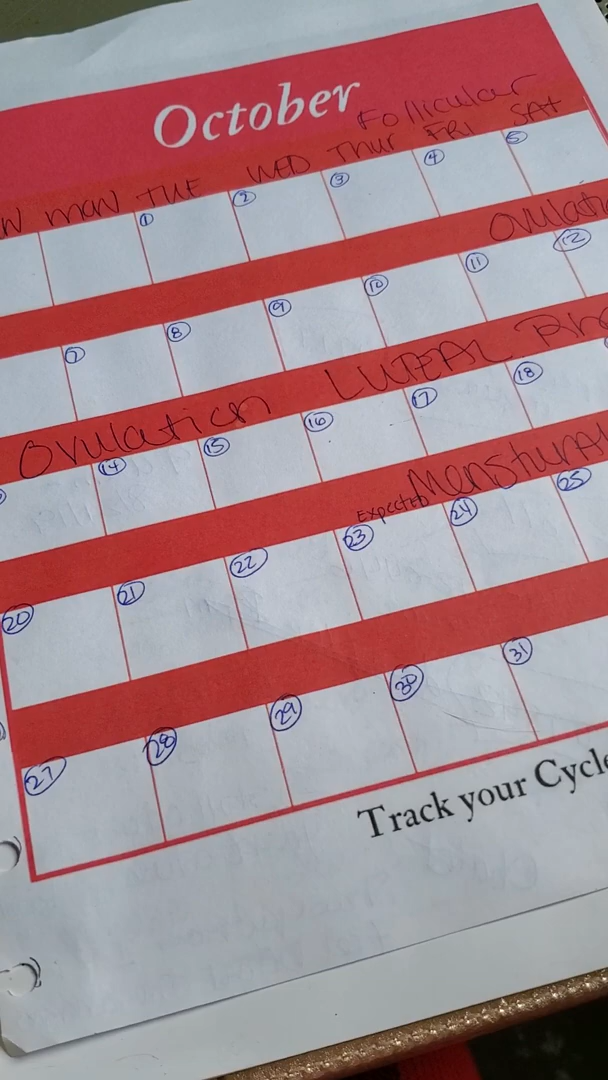 October
Follicular
MON TUE WED Thur FRI SAT
1 2 3 4 5
Ovulati
7 8 9 10 11 12
Ovulation LUTEAL
14 15 16 17 18
Expected Menstural
20 21 22 23 24 25
27 28 29 30 31
Track your Cycle